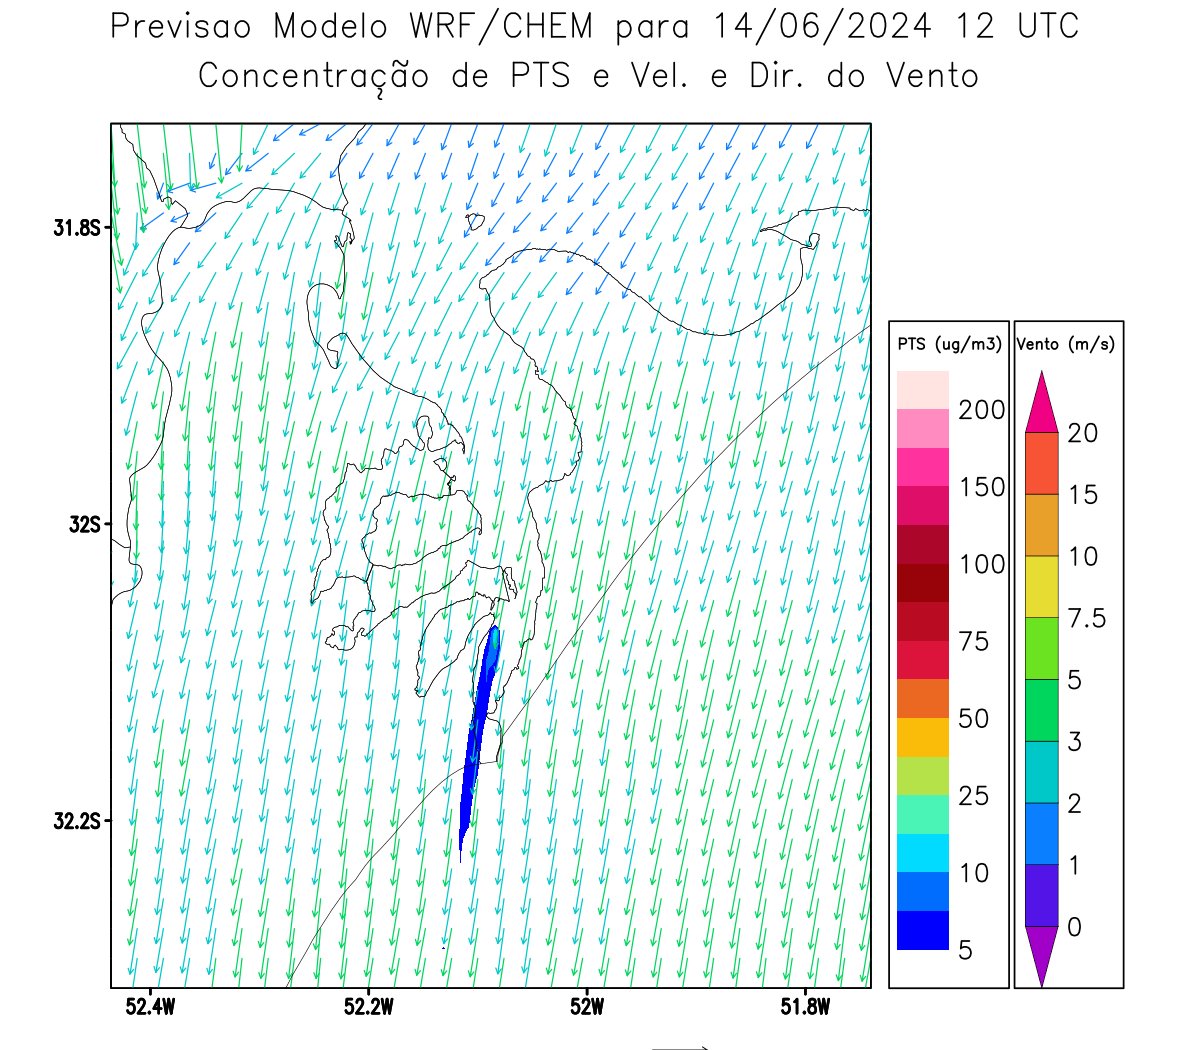 Previsao Modelo WRF/CHEM para 14/06/2024 12 UTC
Concentração de PTS e Vel. e Dir. do Vento
31.8S
32S
32.2S
52.4W
52.2W
52W
51.8W
PTS (ug/m3)
200
150
100
75
50
25
10
5
Vento (m/s)
20
15
10
7.5
5
3
2
1
0